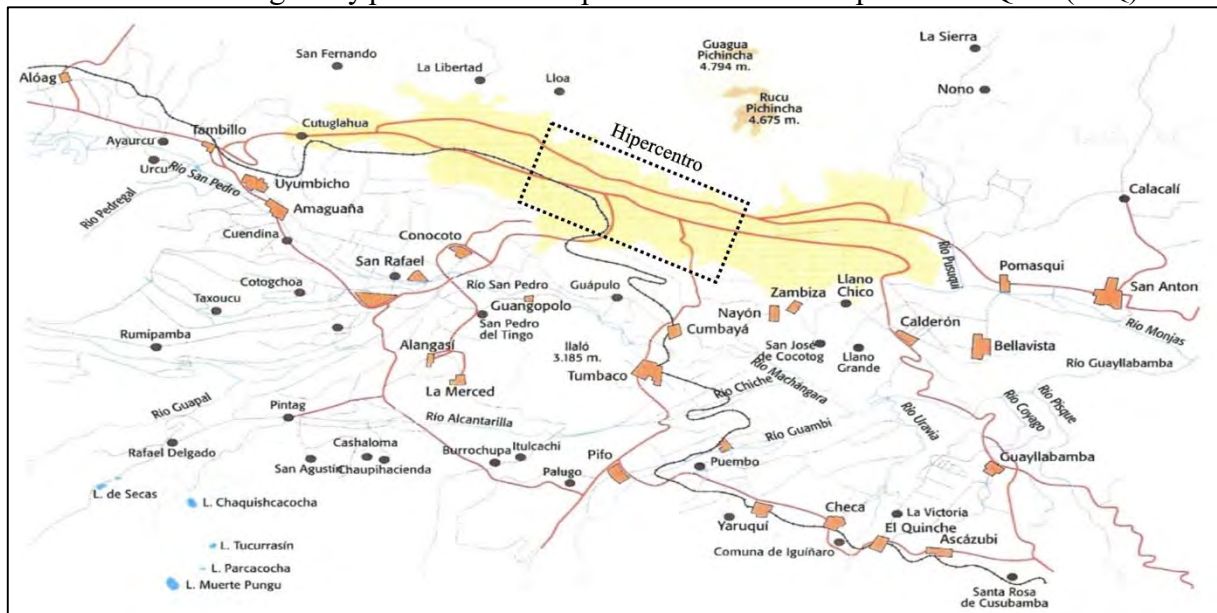 San Fernando
La Libertad
Lloa
Guagua
Pichincha
4.794 m.
Rucu
Pichincha
4.675 m.
La Sierra
Nono
Alóag
Tambillo
Cutuglahua
Hipercentro
Ayaurcu
Urcu
Río San Pedro
Uyumbicho
Río Pedregal
Amaguaña
Calacalí
Cuendina
Conocoto
San Rafael
Cotogchoa
Taxoucu
Rumipamba
Río San Pedro
Guápulo
Guangopolo
San Pedro
del Tingo
Alangasí
La Merced
Ilaló
3.185 m.
Cumbayá
Tumbaco
Nayón
Zambiza
Llano
Chico
San José
de Cocotog
Llano
Grande
Río Pusuquí
Pomasqui
San Anton
Calderón
Bellavista
Río Monjas
Río Guayllabamba
Río Machángara
Río Chiche
Río Guapal
Pintag
Río Alcantarilla
Río Guambi
Río Uravia
Río Coyago
Río Pisque
Rafael Delgado
San Agustín
Cashaloma
Chaupihacienda
Burrochupa
Itulcachi
Palugo
Pifo
Puembo
Guayllabamba
L. de Secas
L. Chaquishcacocha
L. Tucurrasín
L. Parcacocha
L. Muerte Pungu
Yaruquí
Checa
La Victoria
El Quinche
Ascázubi
Comuna de Iguíñaro
Santa Rosa
de Cusubamba